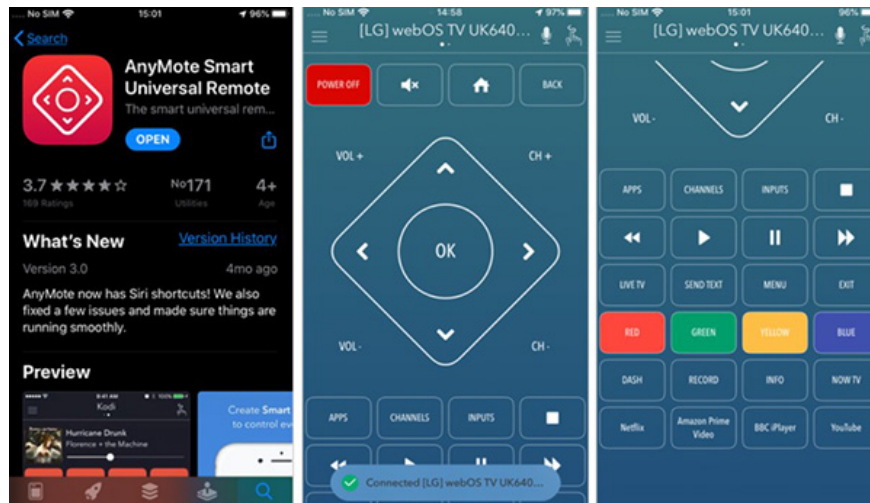 .... No SIM 15:01 96%
Search
AnyMote Smart
Universal Remote
The smart universal rem...
OPEN
3.7 ★★★★☆ No171 4+
169 Ratings Utilities Age
What's New Version History
Version 3.0 4mo ago
AnyMote now has Siri shortcuts! We also
fixed a few issues and made sure things are
running smoothly.
Preview
9:41 AM 100%
Kodi
Hurricane Drunk
Florence + the Machine
Create Smart
to control ev
.... No SIM 14:58 97%
[LG] webOS TV UK640...
POWER OFF BACK
VOL + CH +
OK
VOL- CH -
APPS CHANNELS INPUTS
Connected [LG] webOS TV UK640...
.... No SIM 15:01 96%
[LG] webOS TV UK640...
VOL- CH -
APPS CHANNELS INPUTS
LIVE TV SEND TEXT MENU EXIT
RED GREEN YELLOW BLUE
DASH RECORD INFO NOW TV
Netflix Amazon Prime Video BBC iPlayer YouTube